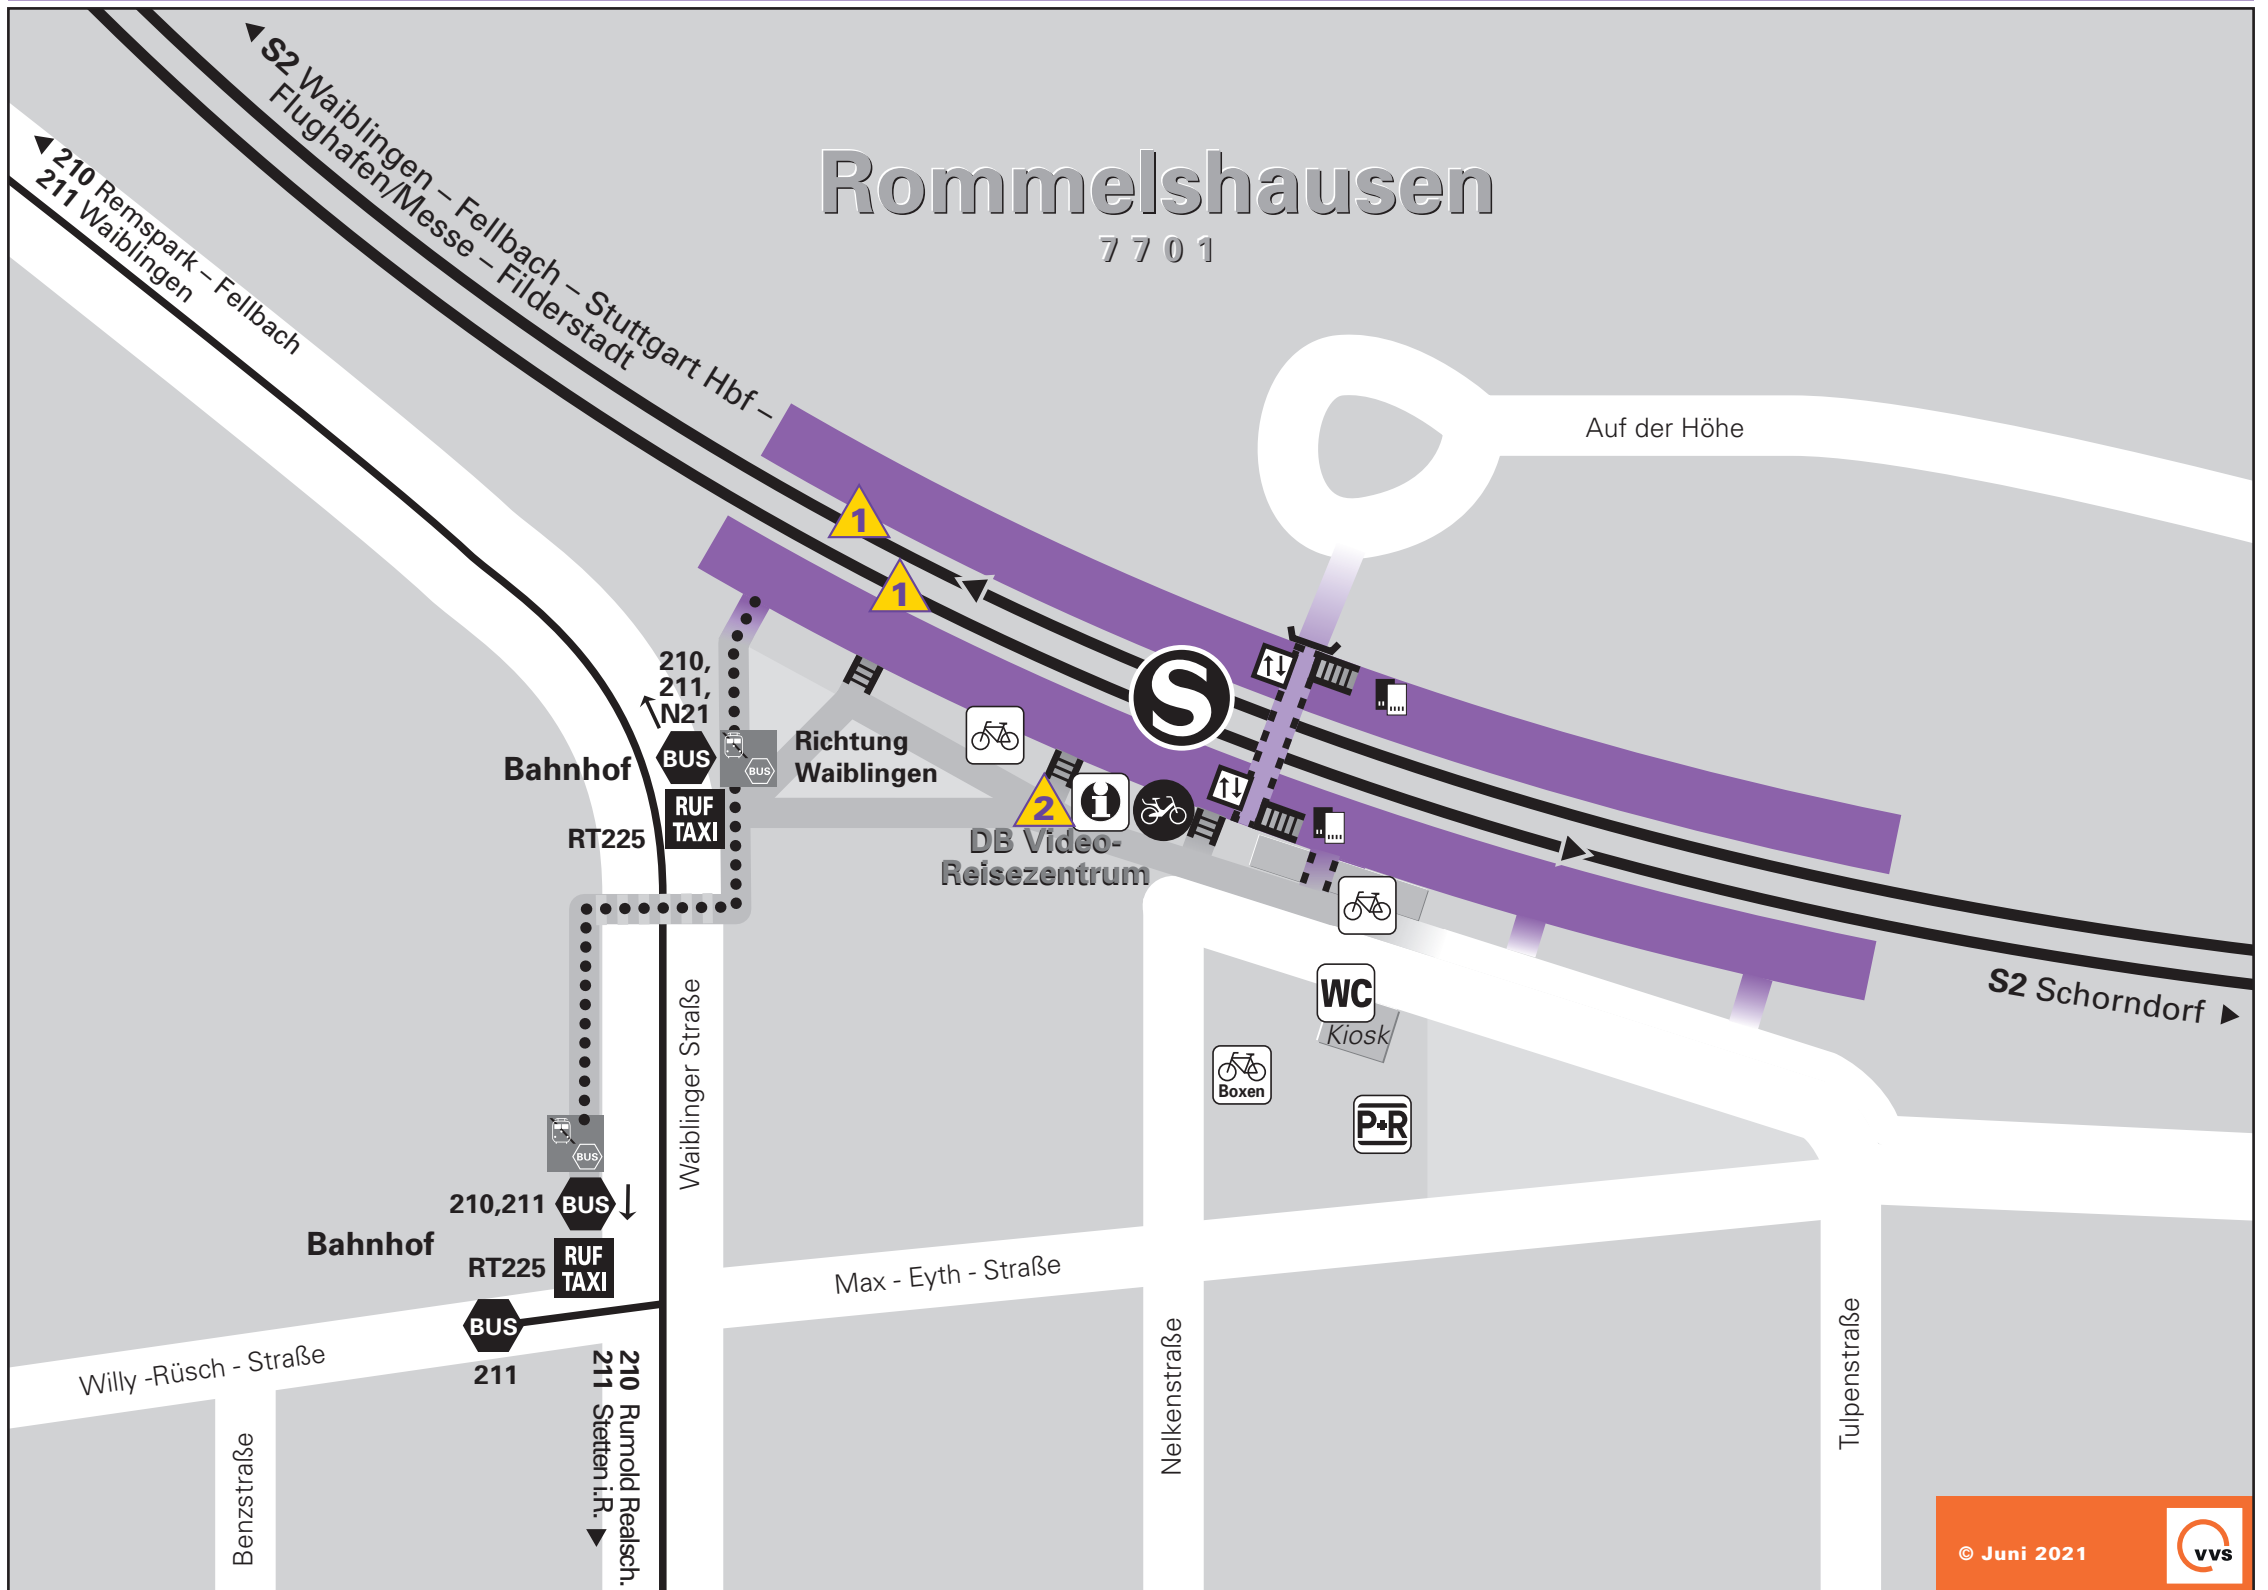 S2 Waiblingen – Fellbach – Stuttgart Hbf –
Flughafen/Messe – Filderstadt
210 Remspark – Fellbach
211 Waiblingen
Rommelshausen
7701
Auf der Höhe
1
1
S
210,
211,
N21
BUS
Bahnhof
BUS
Richtung
Waiblingen
RUF
TAXI
RT225
2
i
DB Video-
Reisezentrum
S2 Schorndorf
WC
Kiosk
Boxen
P+R
Waiblinger Straße
BUS
210,211
BUS
Bahnhof
RT225
RUF
TAXI
BUS
211
Max - Eyth - Straße
Willy -Rüsch - Straße
Benzstraße
210 Rumold Realsch.
211 Stetten i.R.
Nelkenstraße
Tulpenstraße
© Juni 2021
VVS